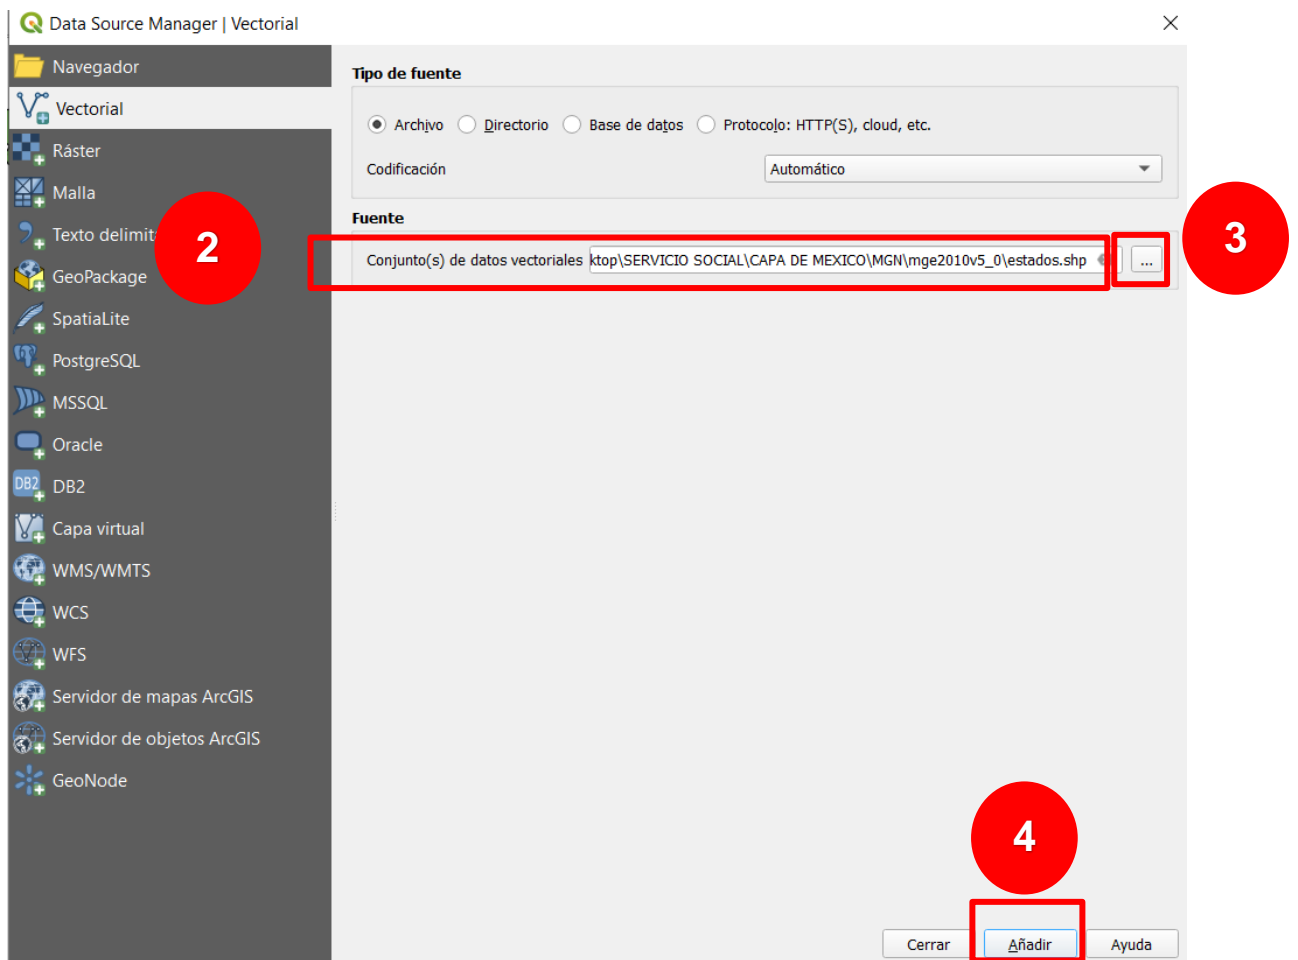 Data Source Manager | Vectorial
Navegador
Vectorial
Ráster
Malla
Texto delimit
GeoPackage
SpatiaLite
PostgreSQL
MSSQL
Oracle
DB2 DB2
Capa virtual
WMS/WMTS
WCS
WFS
Servidor de mapas ArcGIS
Servidor de objetos ArcGIS
GeoNode
Tipo de fuente
Archivo Directorio Base de datos Protocolo: HTTP(S), cloud, etc.
Codificación Automático
Fuente
2
Conjunto(s) de datos vectoriales ktop\SERVICIO SOCIAL\CAPA DE MEXICO\MGN\mge2010v5_0\estados.shp ...
3
4
Cerrar Añadir Ayuda